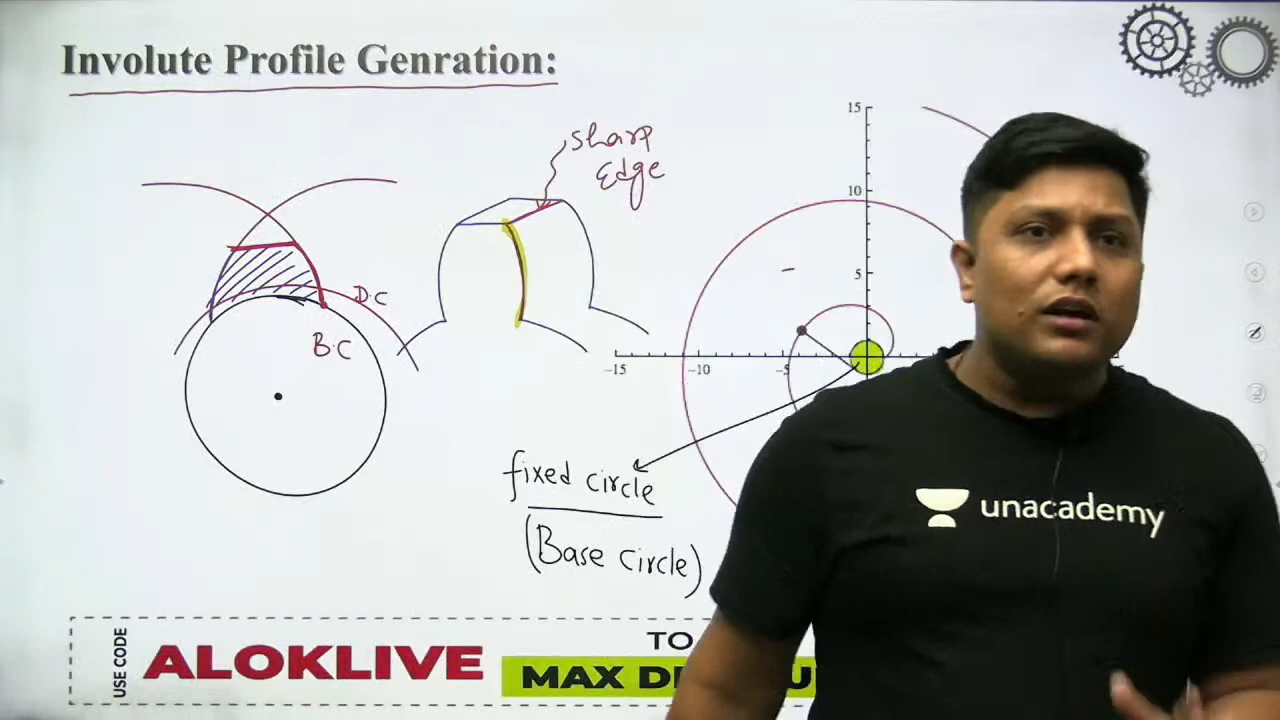 Involute Profile Genration:
sharp
Edge
D.C
B.C
15
10
5
-15
-10
-5
fixed circle
(Base circle)
unacademy
USE CODE
ALOKLIVE
TO
MAX